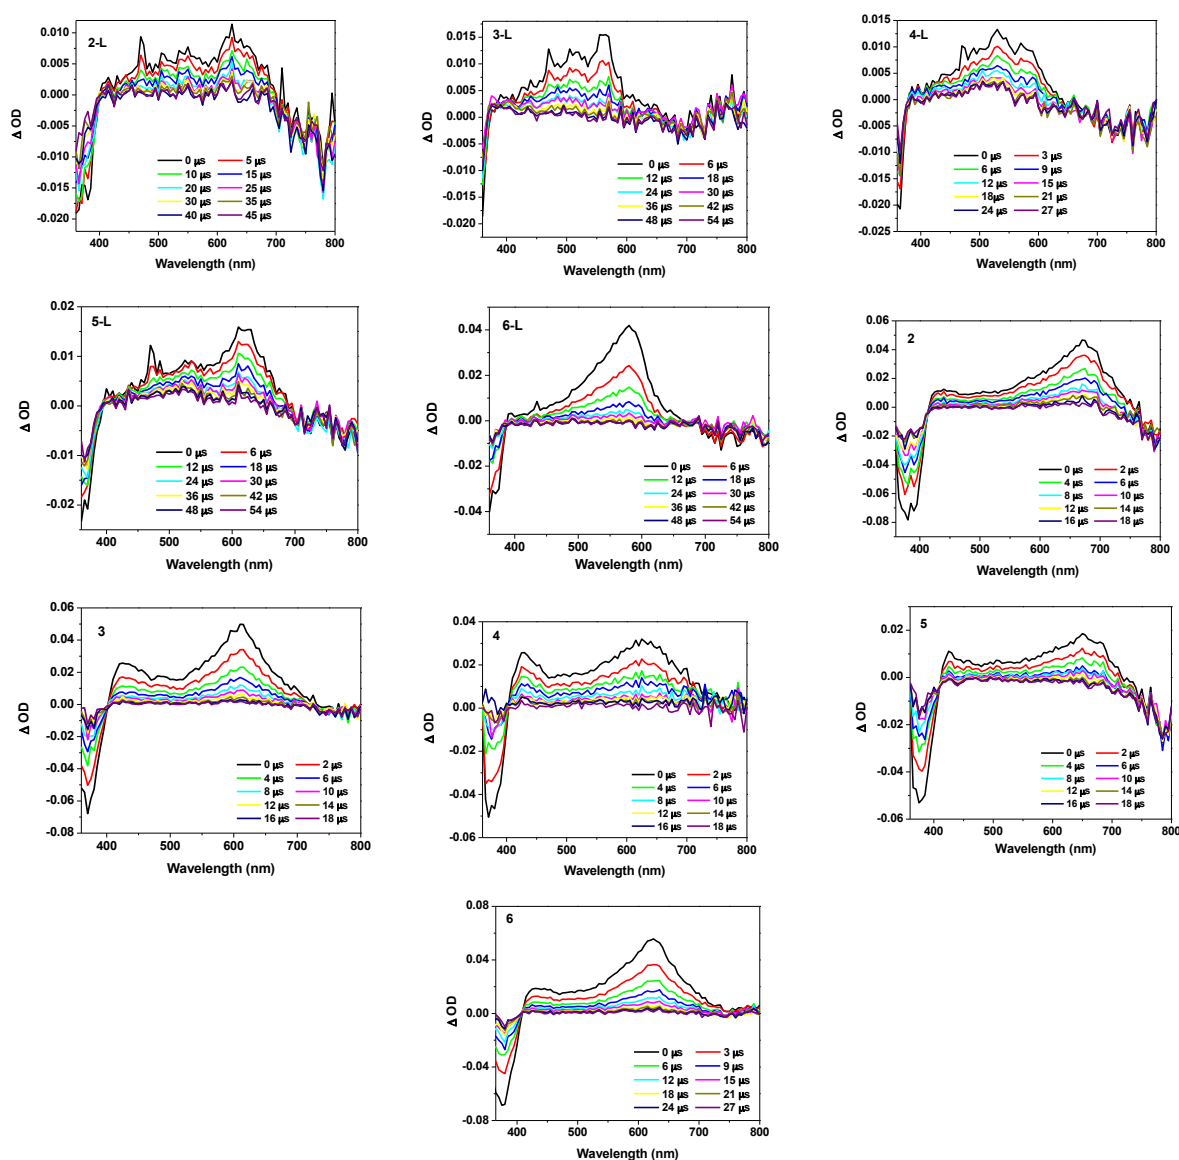 2-L
Δ OD
0.010
0.005
0.000
-0.005
-0.010
-0.015
-0.020
0 µs 5 µs
10 µs 15 µs
20 µs 25 µs
30 µs 35 µs
40 µs 45 µs
400 500 600 700 800
Wavelength (nm)
3-L
Δ OD
0.015
0.010
0.005
0.000
-0.005
-0.010
-0.015
-0.020
0 µs 6 µs
12 µs 18 µs
24 µs 30 µs
36 µs 42 µs
48 µs 54 µs
400 500 600 700 800
Wavelength (nm)
4-L
Δ OD
0.015
0.010
0.005
0.000
-0.005
-0.010
-0.015
-0.020
-0.025
0 µs 3 µs
6 µs 9 µs
12 µs 15 µs
18µs 21 µs
24 µs 27 µs
400 500 600 700 800
Wavelength (nm)
5-L
Δ OD
0.02
0.01
0.00
-0.01
-0.02
0 µs 6 µs
12 µs 18 µs
24 µs 30 µs
36 µs 42 µs
48 µs 54 µs
400 500 600 700 800
Wavelength (nm)
6-L
Δ OD
0.04
0.02
0.00
-0.02
-0.04
0 µs 6 µs
12 µs 18 µs
24 µs 30 µs
36 µs 42 µs
48 µs 54 µs
400 500 600 700 800
Wavelength (nm)
2
Δ OD
0.06
0.04
0.02
0.00
-0.02
-0.04
-0.06
-0.08
0 µs 2 µs
4 µs 6 µs
8 µs 10 µs
12 µs 14 µs
16 µs 18 µs
400 500 600 700 800
Wavelength (nm)
3
Δ OD
0.06
0.04
0.02
0.00
-0.02
-0.04
-0.06
-0.08
0 µs 2 µs
4 µs 6 µs
8 µs 10 µs
12 µs 14 µs
16 µs 18 µs
400 500 600 700 800
Wavelength (nm)
4
Δ OD
0.04
0.02
0.00
-0.02
-0.04
-0.06
0 µs 2 µs
4 µs 6 µs
8 µs 10 µs
12 µs 14 µs
16 µs 18 µs
400 500 600 700 800
Wavelength (nm)
5
Δ OD
0.02
0.00
-0.02
-0.04
-0.06
0 µs 2 µs
4 µs 6 µs
8 µs 10 µs
12 µs 14 µs
16 µs 18 µs
400 500 600 700 800
Wavelength (nm)
6
Δ OD
0.08
0.04
0.00
-0.04
-0.08
0 µs 3 µs
6 µs 9 µs
12 µs 15 µs
18 µs 21 µs
24 µs 27 µs
400 500 600 700 800
Wavelength (nm)